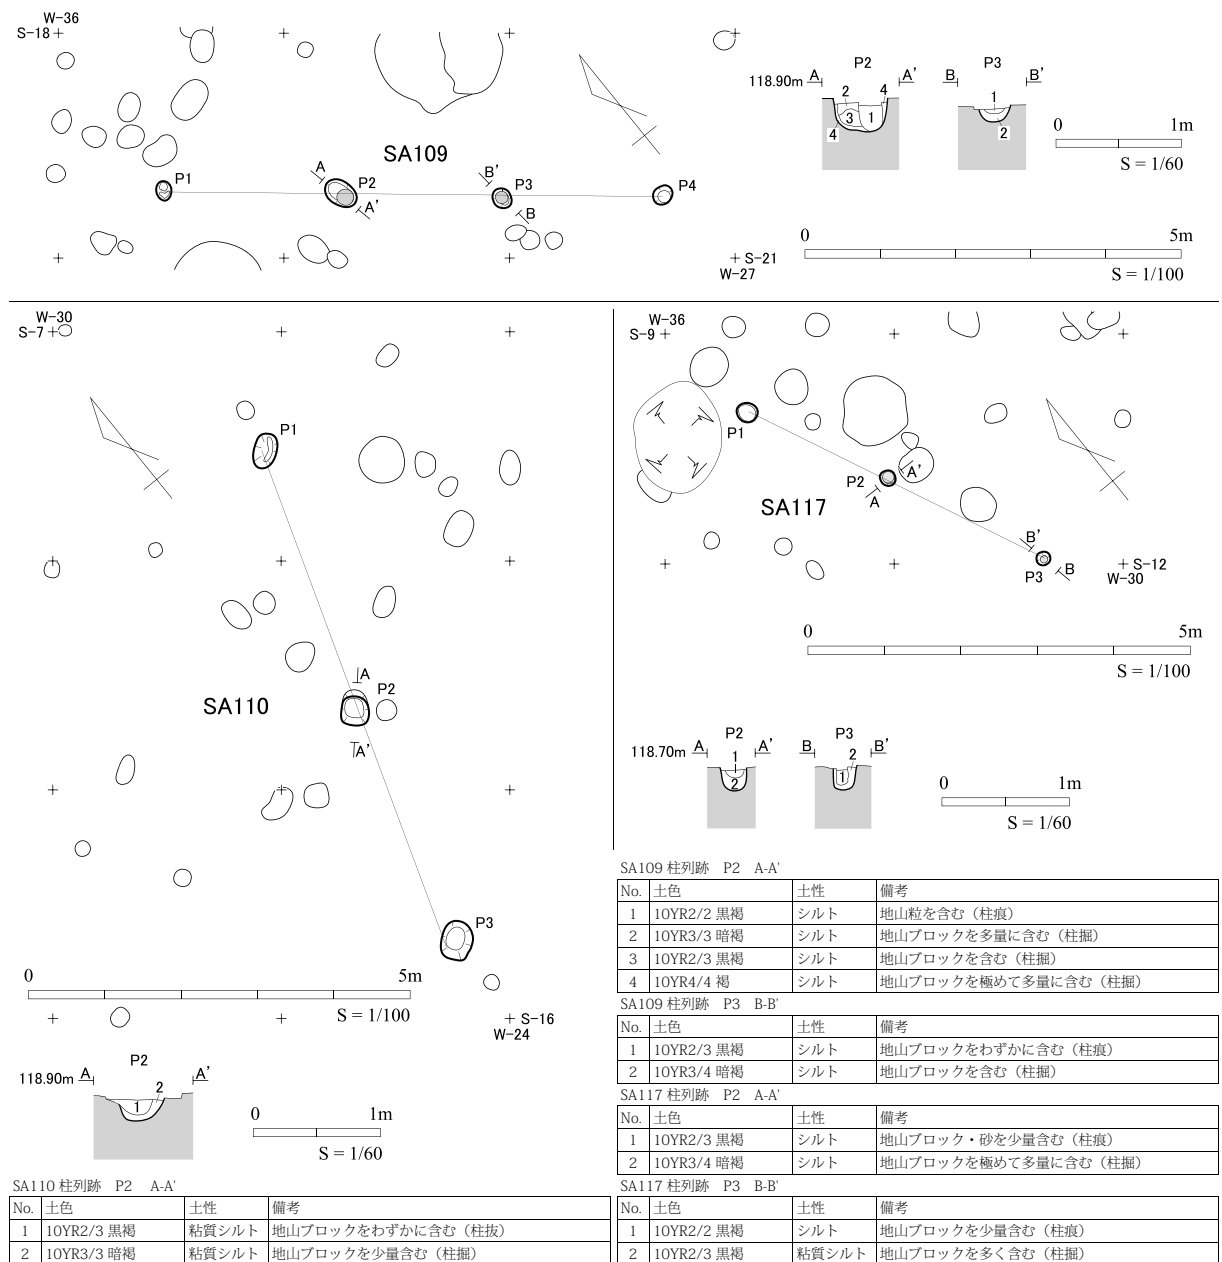 W-36
S-18
SA109
P1
A
P2
A'
B'
P3
B
P4
S-21
W-27
P2
P3
118.90m A A' B B'
2 4
3 1
4
1
2
0 1m
S = 1/60
0 5m
S = 1/100
W-30
S-7
P1
SA110
A
P2
A'
P3
0 5m
S = 1/100
S-16
W-24
P2
118.90m A A'
2
1
0 1m
S = 1/60
W-36
S-9
P1
P2
A'
A
SA117
B'
B
P3
S-12
W-30
0 5m
S = 1/100
P2 P3
118.70m A A' B B'
1 2
2 1
0 1m
S = 1/60
SA109 柱列跡 P2 A-A'
No. 土色 土性 備考
1 10YR2/2 黒褐 シルト 地山粒を含む（柱痕）
2 10YR3/3 暗褐 シルト 地山ブロックを多量に含む（柱掘）
3 10YR2/3 黒褐 シルト 地山ブロックを含む（柱掘）
4 10YR4/4 褐 シルト 地山ブロックを極めて多量に含む（柱掘）
SA109 柱列跡 P3 B-B'
No. 土色 土性 備考
1 10YR2/3 黒褐 シルト 地山ブロックをわずかに含む（柱痕）
2 10YR3/4 暗褐 シルト 地山ブロックを含む（柱掘）
SA117 柱列跡 P2 A-A'
No. 土色 土性 備考
1 10YR2/3 黒褐 シルト 地山ブロック・砂を少量含む（柱痕）
2 10YR3/4 暗褐 シルト 地山ブロックを極めて多量に含む（柱掘）
SA110 柱列跡 P2 A-A'
No. 土色 土性 備考
1 10YR2/3 黒褐 粘質シルト 地山ブロックをわずかに含む（柱抜）
2 10YR3/3 暗褐 粘質シルト 地山ブロックを少量含む（柱掘）
SA117 柱列跡 P3 B-B'
No. 土色 土性 備考
1 10YR2/2 黒褐 シルト 地山ブロックを少量含む（柱痕）
2 10YR2/3 黒褐 粘質シルト 地山ブロックを多く含む（柱掘）